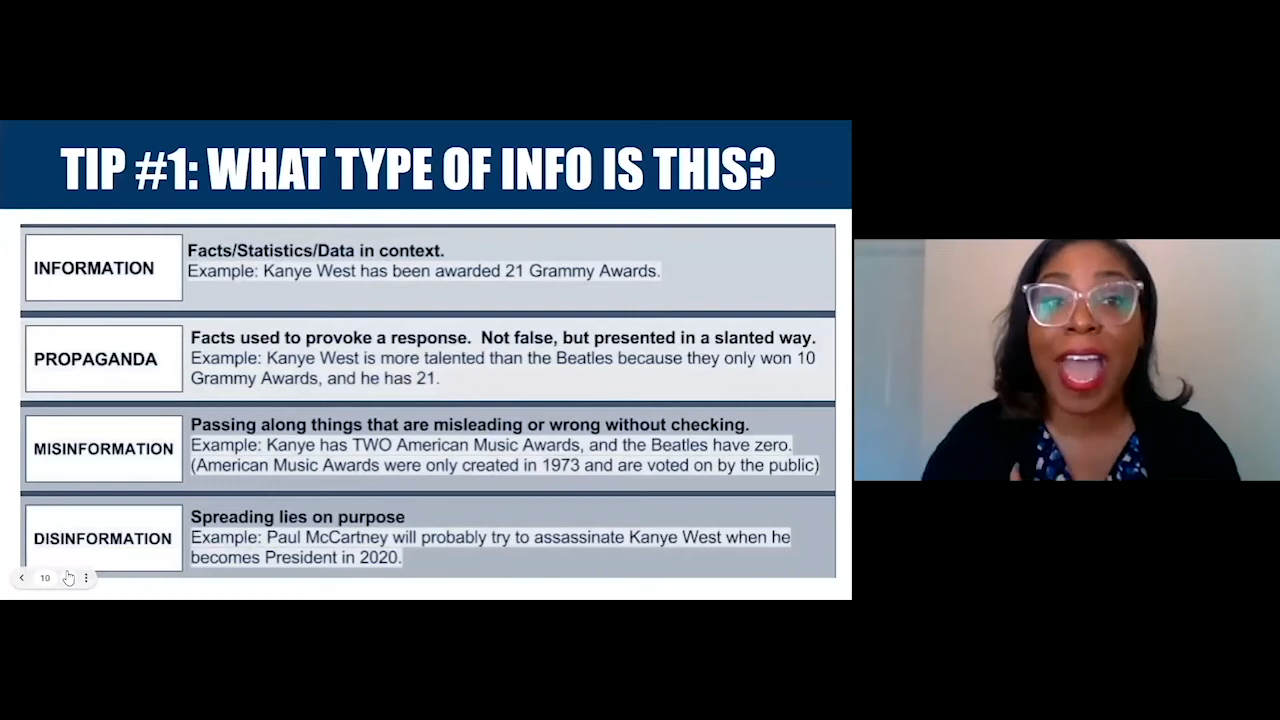 TIP #1: WHAT TYPE OF INFO IS THIS?
INFORMATION
Facts/Statistics/Data in context.
Example: Kanye West has been awarded 21 Grammy Awards.
PROPAGANDA
Facts used to provoke a response. Not false, but presented in a slanted way.
Example: Kanye West is more talented than the Beatles because they only won 10
Grammy Awards, and he has 21.
MISINFORMATION
Passing along things that are misleading or wrong without checking.
Example: Kanye has TWO American Music Awards, and the Beatles have zero.
(American Music Awards were only created in 1973 and are voted on by the public)
DISINFORMATION
Spreading lies on purpose
Example: Paul McCartney will probably try to assassinate Kanye West when he
becomes President in 2020.
10